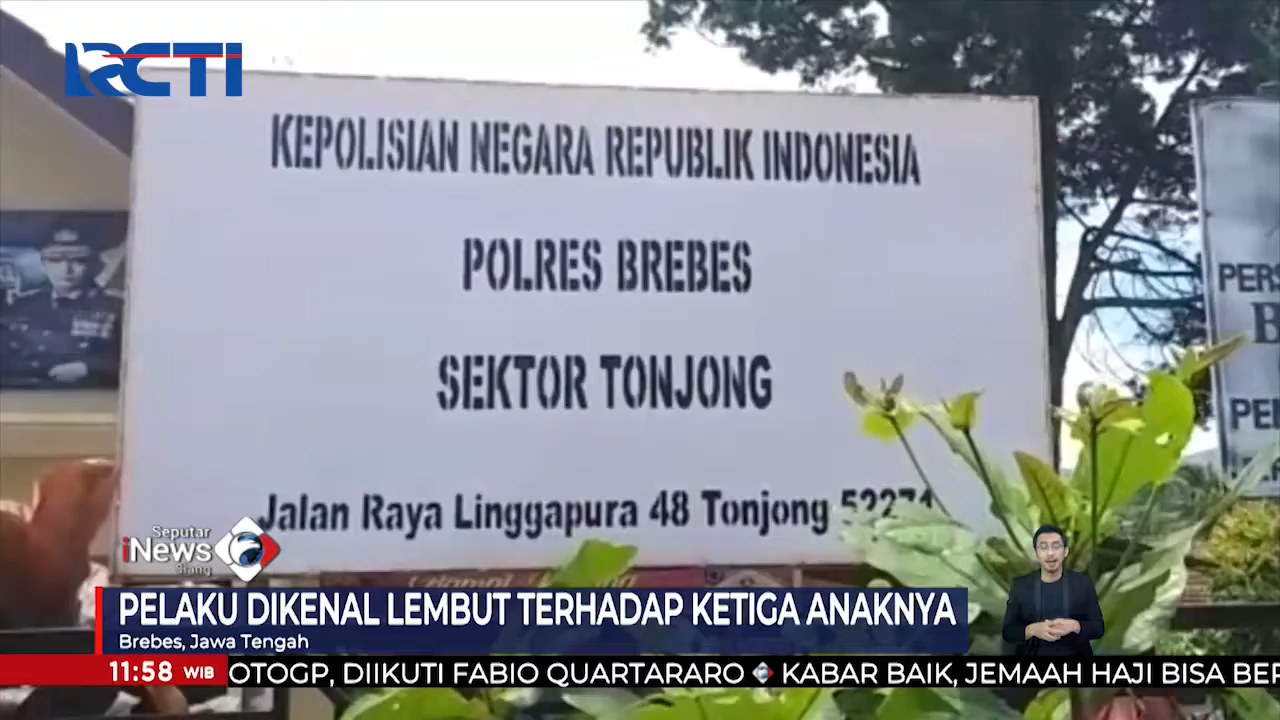 RCTI
KEPOLISIAN NEGARA REPUBLIK INDONESIA
POLRES BREBES
SEKTOR TONJONG
Jalan Raya Linggapura 48 Tonjong
PERS
B
PE
Seputar
iNews
Siang
PELAKU DIKENAL LEMBUT TERHADAP KETIGA ANAKNYA
Brebes, Jawa Tengah
11:58 WIB OTOGP, DIIKUTI FABIO QUARTARARO KABAR BAIK, JEMAAH HAJI BISA BER